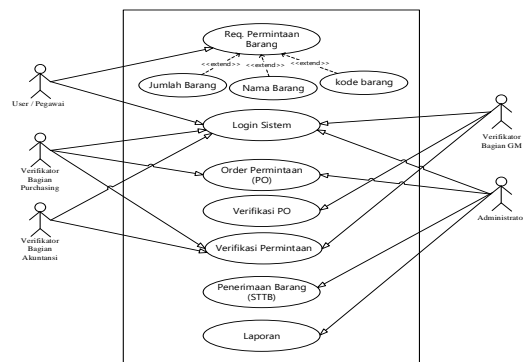 Req. Permintaan
Barang
<<extend>>
<<extend>>
<<extend>>
Jumlah Barang
Nama Barang
kode barang
User / Pegawai
Login Sistem
Verifikator
Bagian GM
Verifikator
Bagian
Purchasing
Order Permintaan
(PO)
Verifikasi PO
Administrator
Verifikator
Bagian
Akuntansi
Verifikasi Permintaan
Penerimaan Barang
(STTB)
Laporan